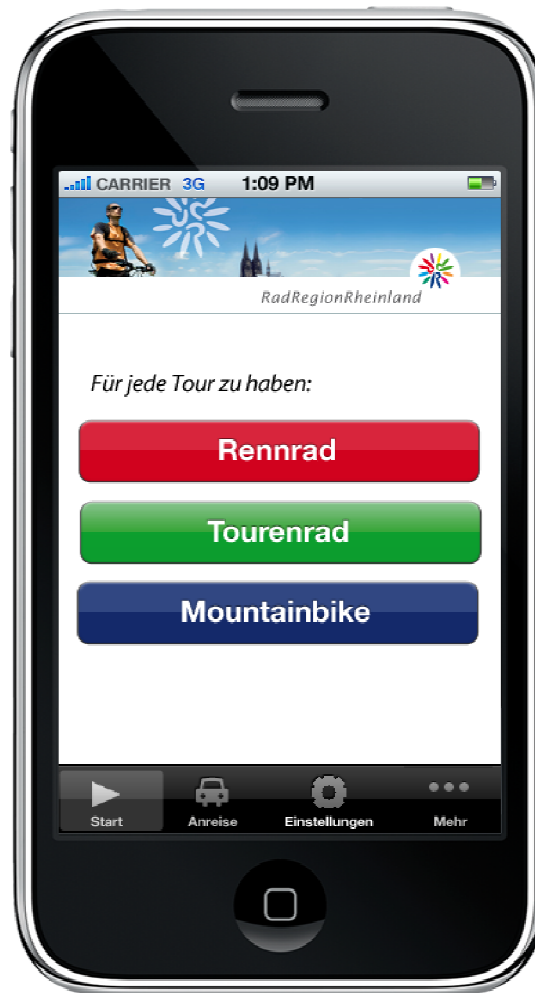 CARRIER 3G 1:09 PM
RadRegionRheinland
Für jede Tour zu haben:
Rennrad
Tourenrad
Mountainbike
Start Anreise Einstellungen Mehr